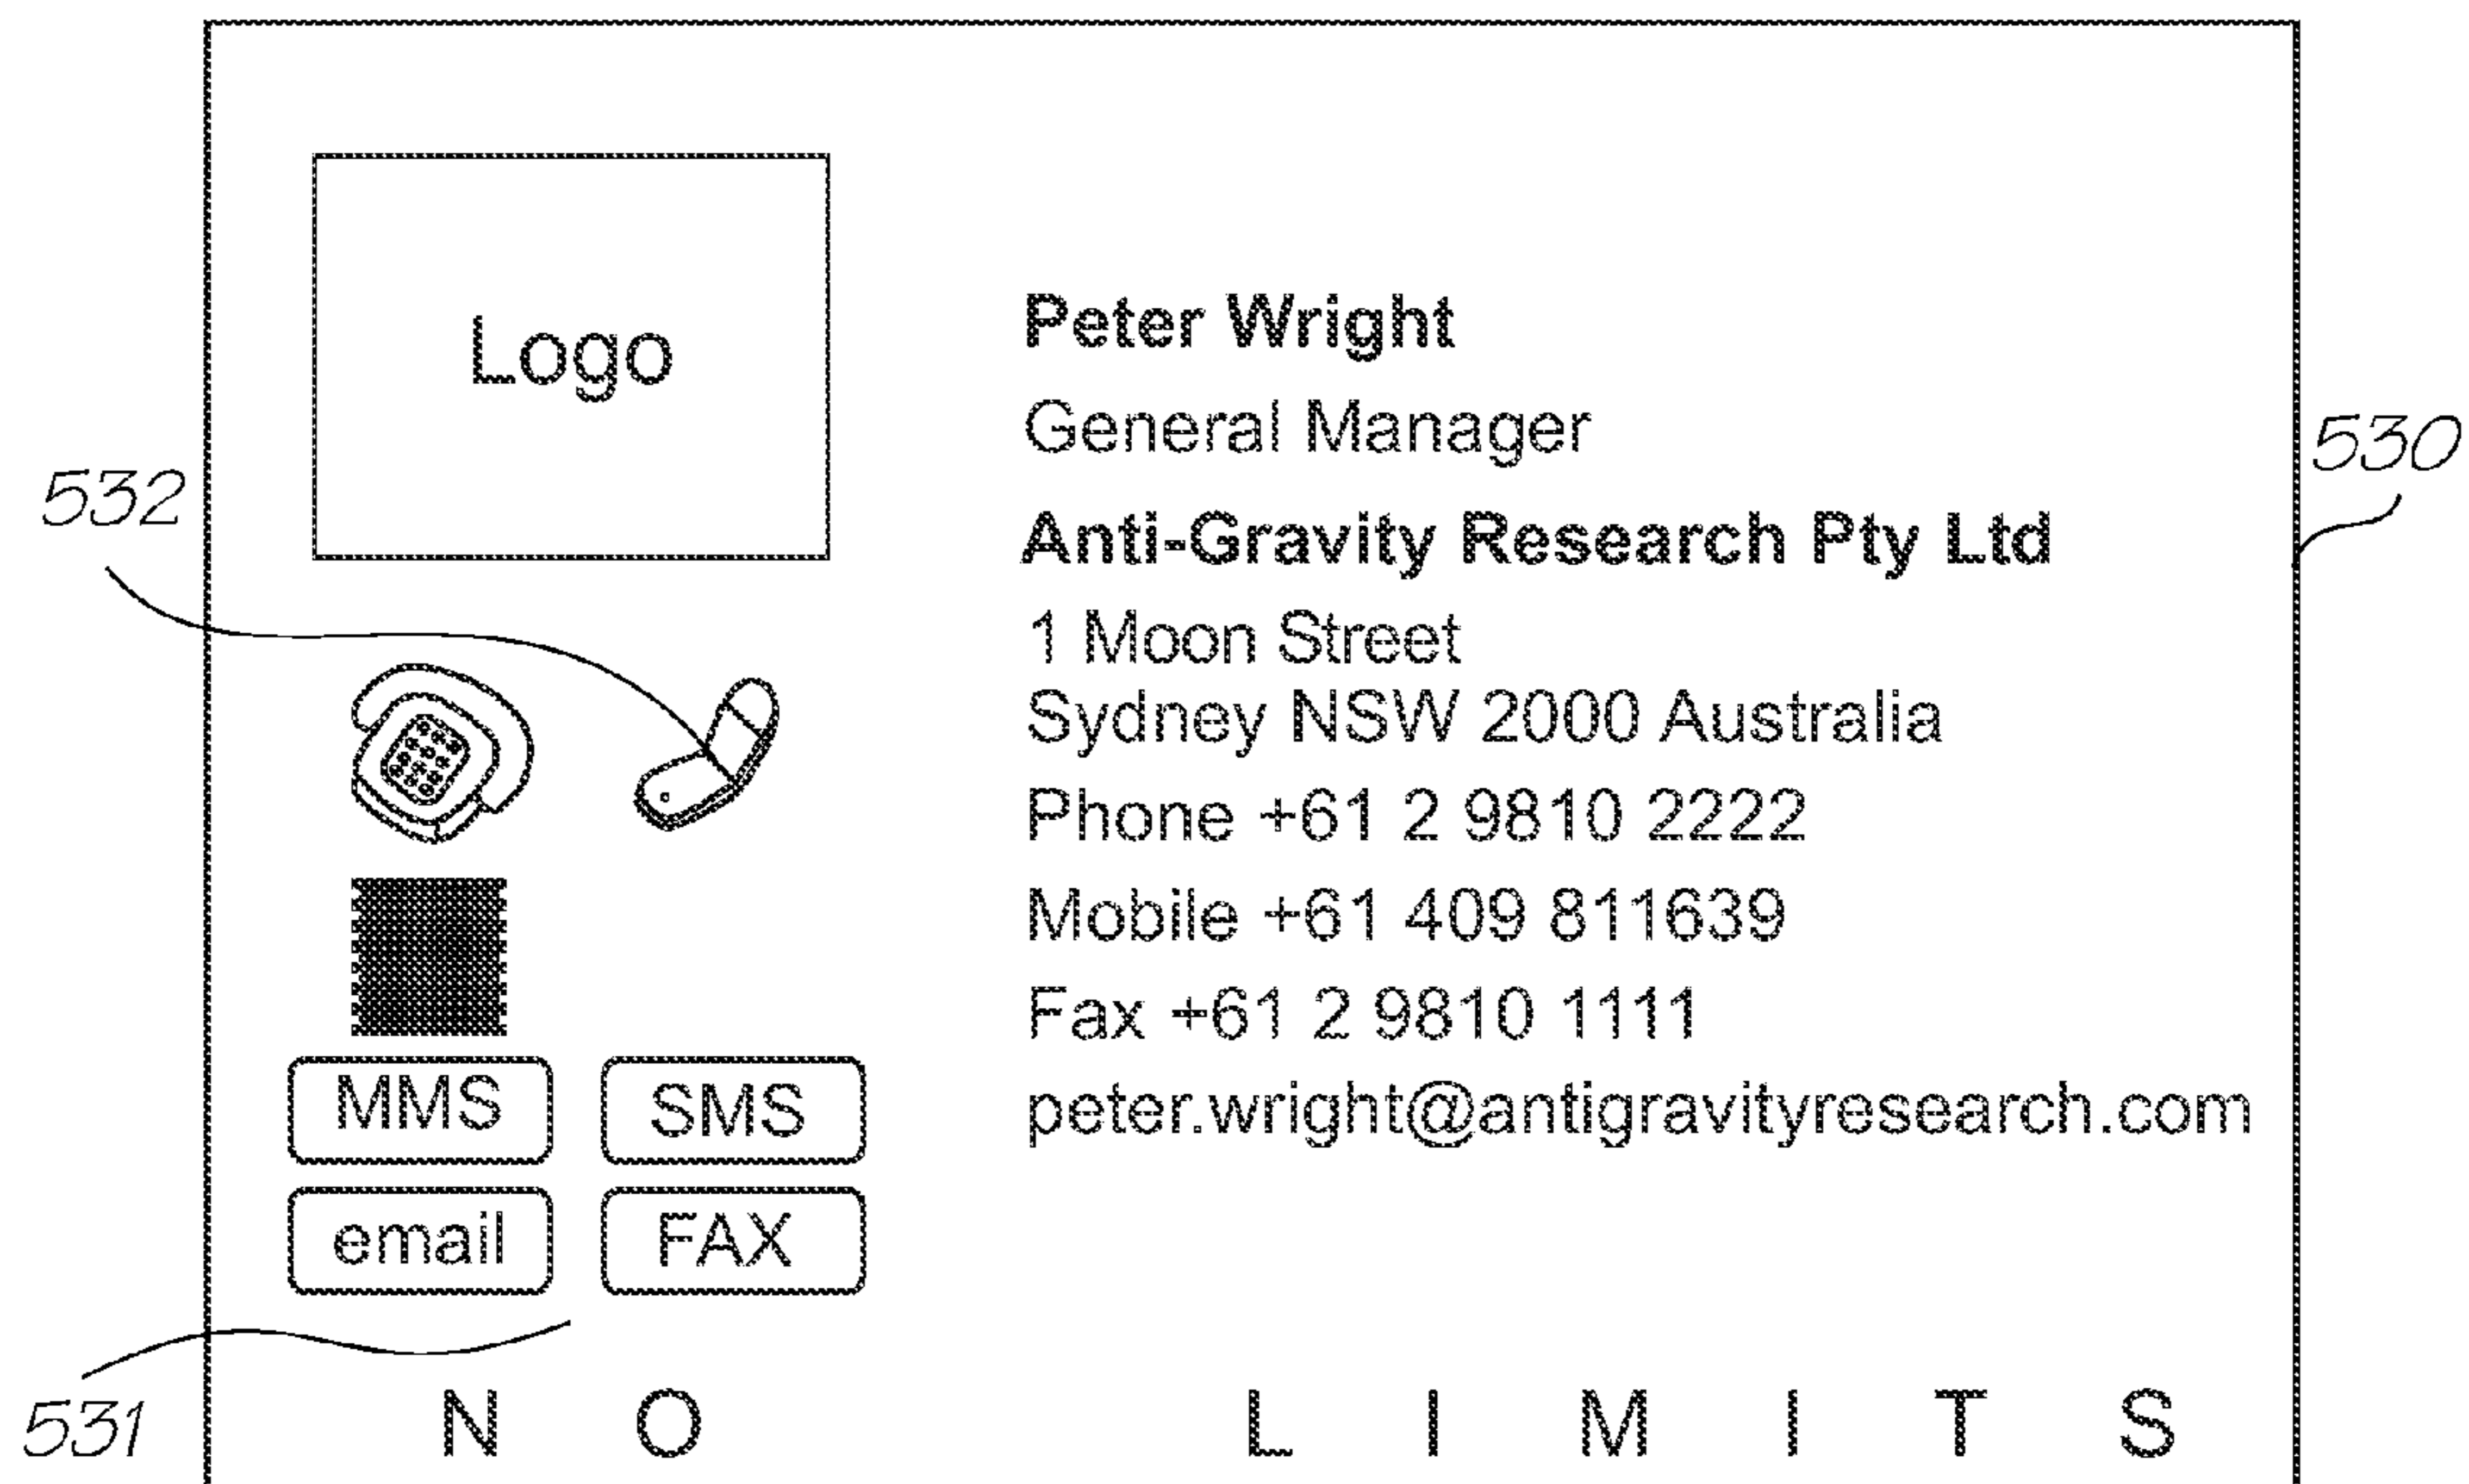 Logo
Peter Wright
General Manager
530
532
Anti-Gravity Research Pty Ltd
1 Moon Street
Sydney NSW 2000 Australia
Phone +61 2 9810 2222
Mobile +61 409 811639
Fax +61 2 9810 1111
MMS SMS
peter.wright@antigravityresearch.com
email FAX
531
NO LIMITS